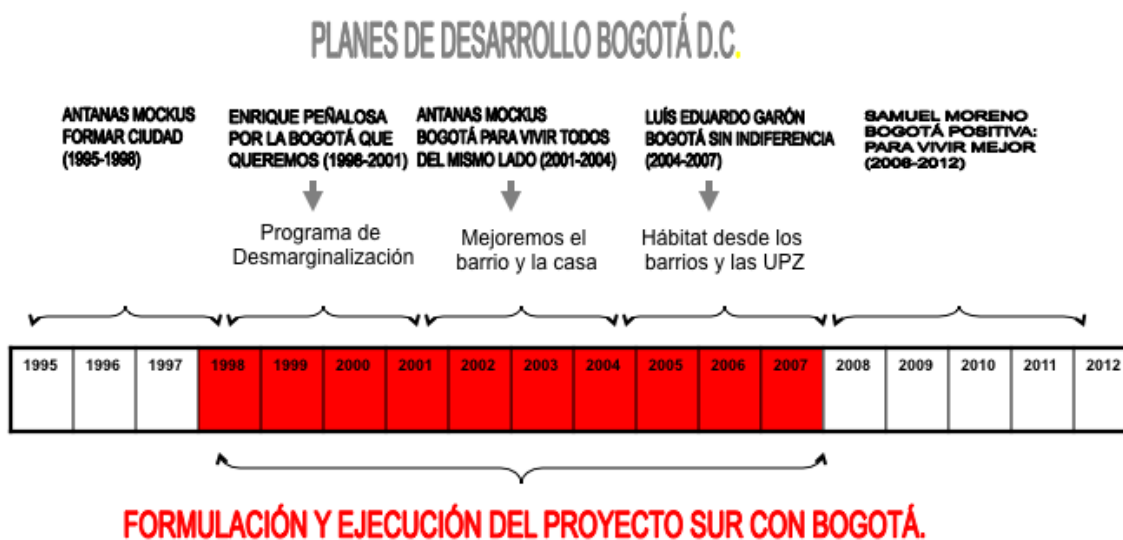 PLANES DE DESARROLLO BOGOTÁ D.C.
ANTANAS MOCKUS
FORMAR CIUDAD
(1995-1998)
ENRIQUE PEÑALOSA
POR LA BOGOTÁ QUE
QUEREMOS (1998-2001)
ANTANAS MOCKUS
BOGOTÁ PARA VIVIR TODOS
DEL MISMO LADO (2001-2004)
LUÍS EDUARDO GARÓN
BOGOTÁ SIN INDIFERENCIA
(2004-2007)
SAMUEL MORENO
BOGOTÁ POSITIVA:
PARA VIVIR MEJOR
(2008-2012)
Programa de
Desmarginalización
Mejoremos el
barrio y la casa
Hábitat desde los
barrios y las UPZ
1995 1996 1997 1998 1999 2000 2001 2002 2003 2004 2005 2006 2007 2008 2009 2010 2011 2012
FORMULACIÓN Y EJECUCIÓN DEL PROYECTO SUR CON BOGOTÁ.